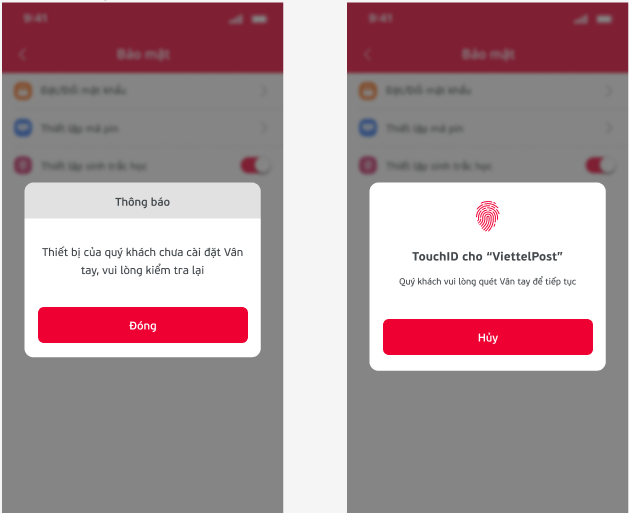 9:41
Bảo mật
Đặt/Đổi mật khẩu
Thiết lập mã pin
Thiết lập sinh trắc học
Thông báo
Thiết bị của quý khách chưa cài đặt Vân
tay, vui lòng kiểm tra lại
Đóng
9:41
Bảo mật
Đặt/Đổi mật khẩu
Thiết lập mã pin
Thiết lập sinh trắc học
TouchID cho “ViettelPost”
Quý khách vui lòng quét Vân tay để tiếp tục
Hủy